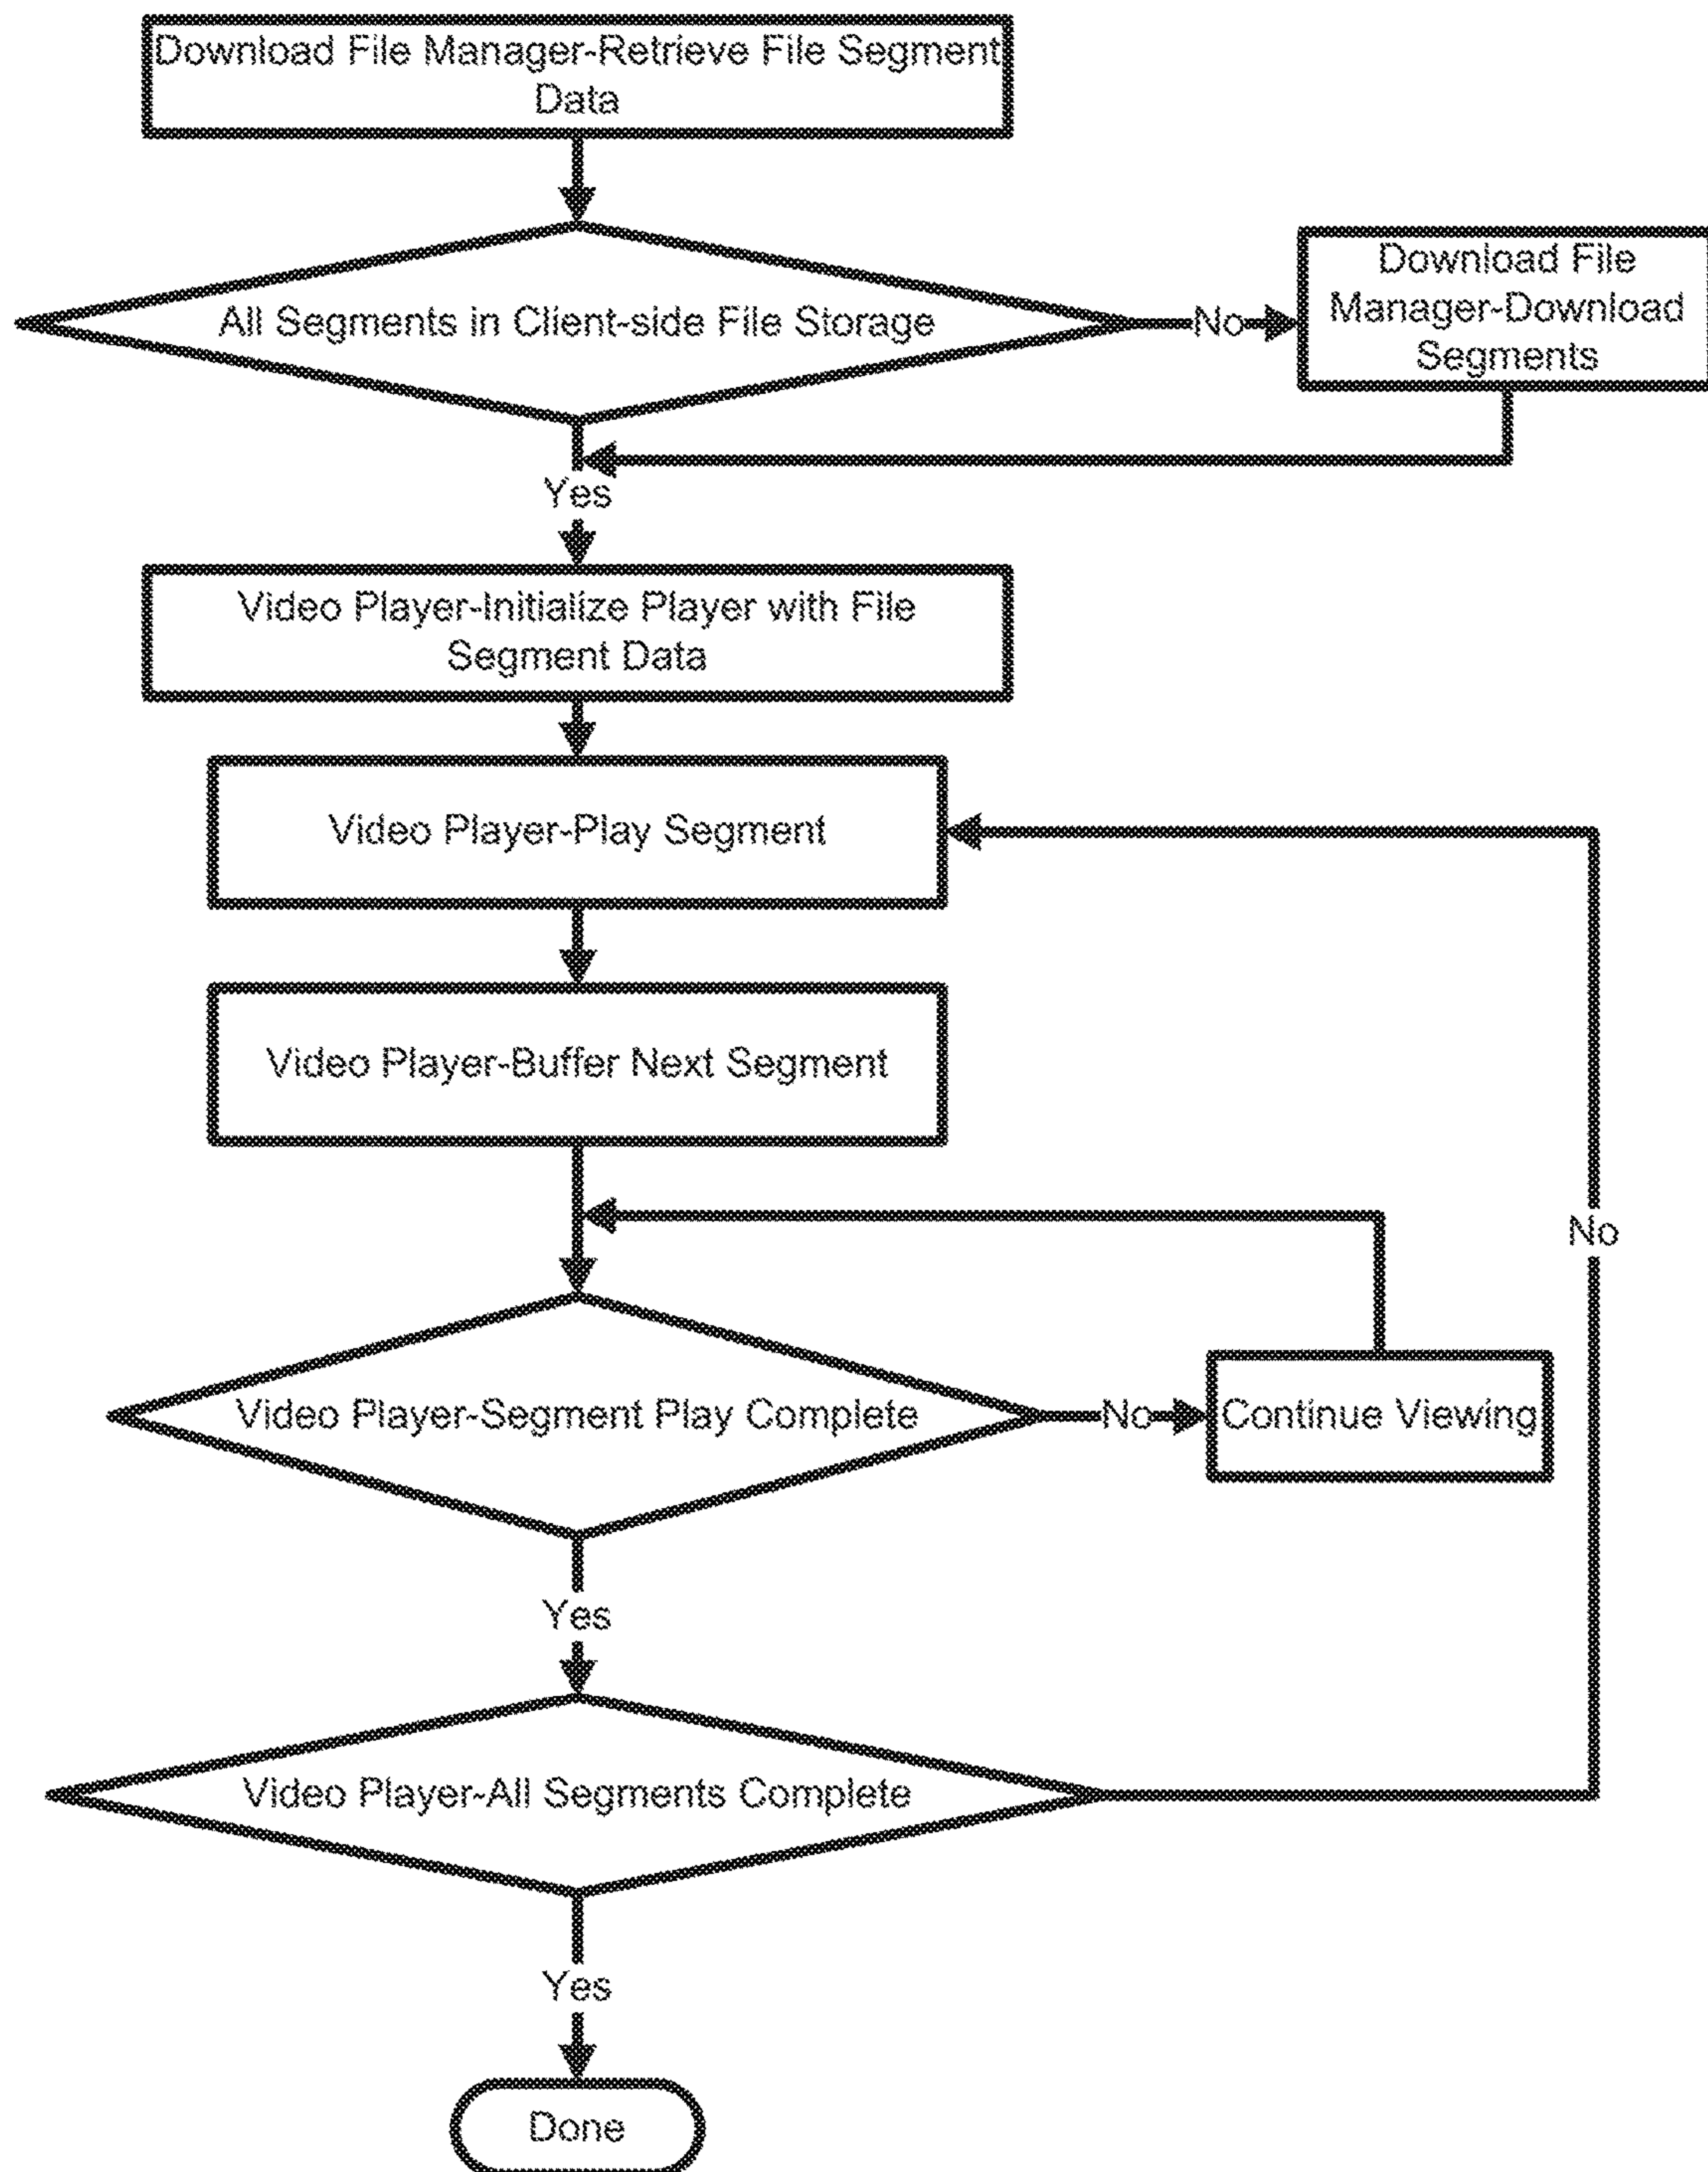 Download File Manager-Retrieve File Segment
Data
All Segments in Client-side File Storage
No
Download File
Manager-Download
Segments
Yes
Video Player-Initialize Player with File
Segment Data
Video Player-Play Segment
Video Player-Buffer Next Segment
No
Video Player-Segment Play Complete
No
Continue Viewing
Yes
Video Player-All Segments Complete
Yes
Done